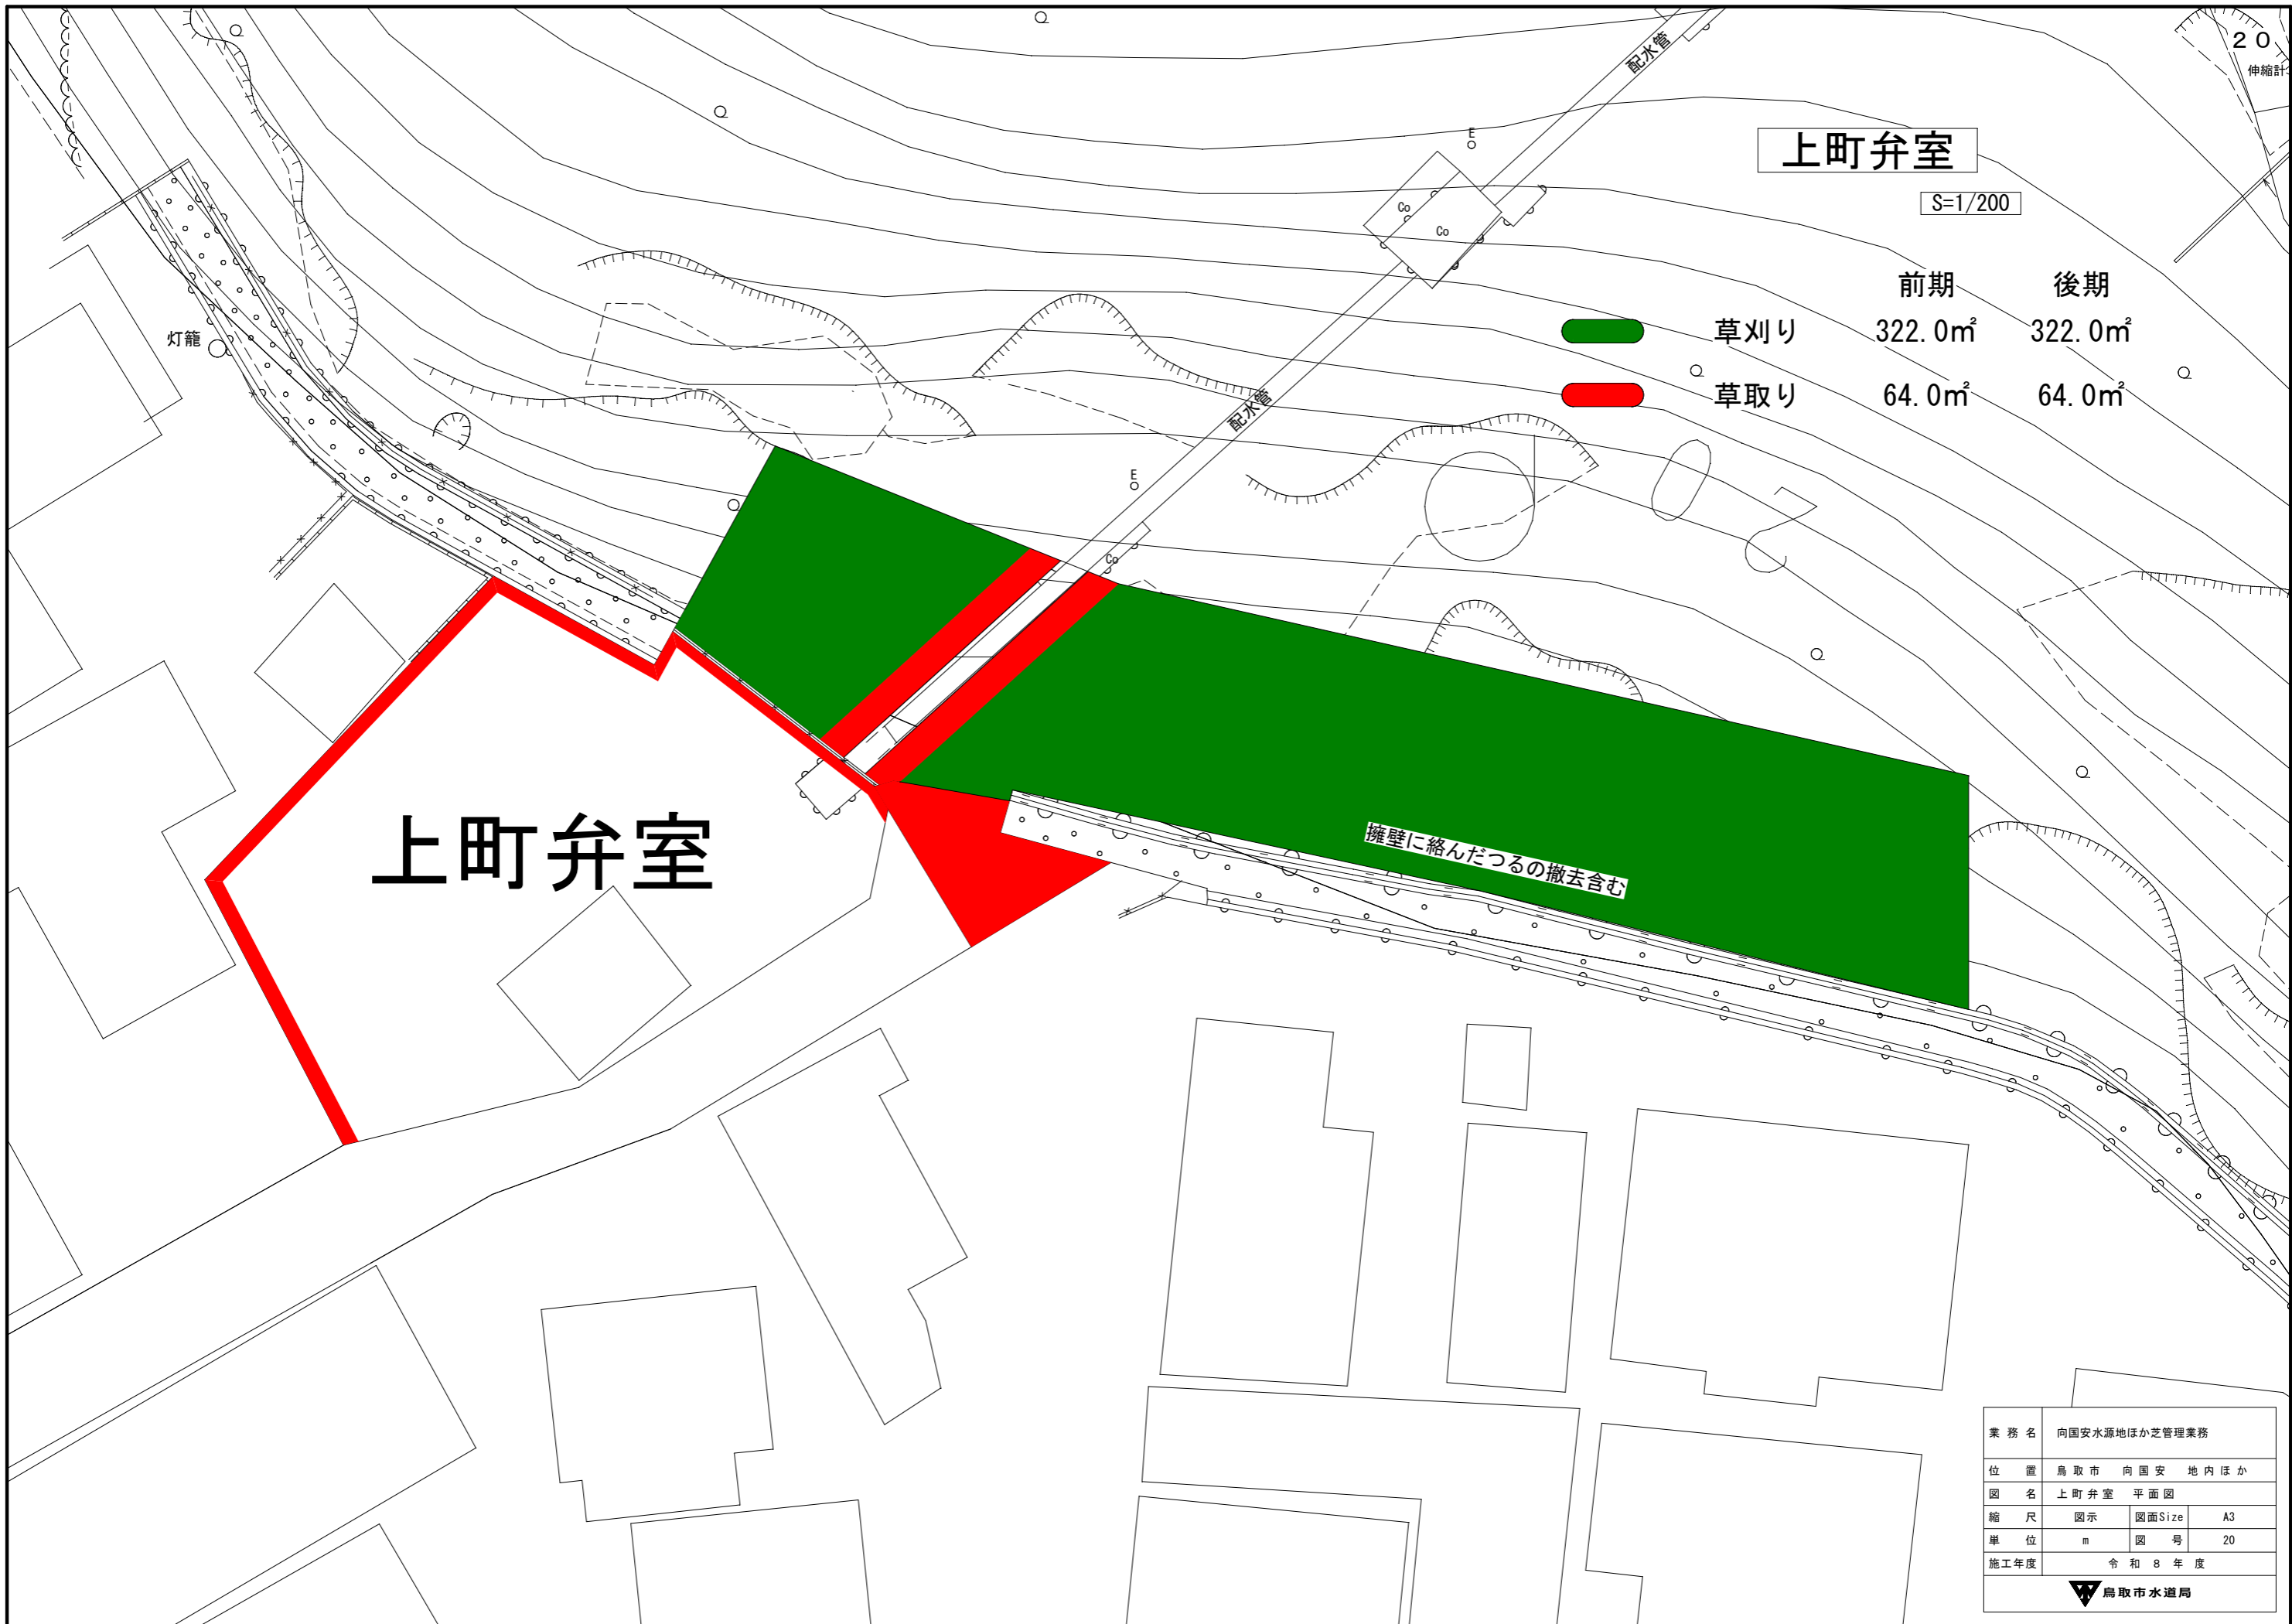 20
伸縮計
配水管
上町弁室
S=1/200
E
Co
Co
前期 後期
草刈り 322.0㎡ 322.0㎡
草取り 64.0㎡ 64.0㎡
灯籠
配水管
E
Co
上町弁室
擁壁に絡んだつるの撤去含む
業務名 向国安水源地ほか芝管理業務
位置 鳥取市 向国安 地内ほか
図名 上町弁室 平面図
縮尺 図示 図面Size A3
単位 m 図号 20
施工年度 令和8年度
鳥取市水道局